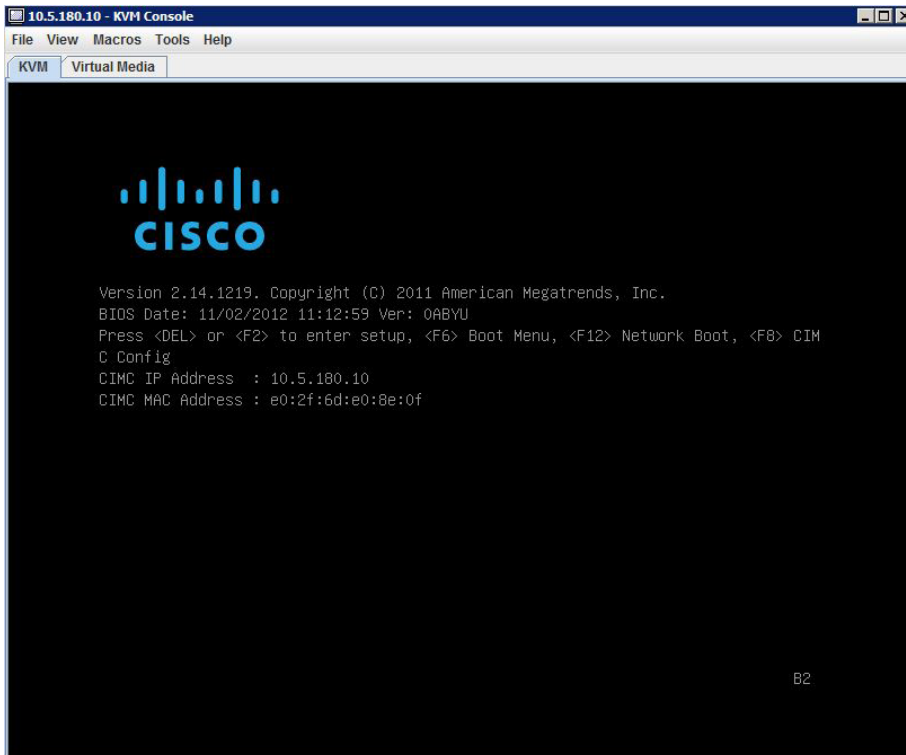 10.5.180.10 - KVM Console
File View Macros Tools Help
KVM Virtual Media
CISCO
Version 2.14.1219. Copyright (C) 2011 American Megatrends, Inc.
BIOS Date: 11/02/2012 11:12:59 Ver: 0ABYU
Press <DEL> or <F2> to enter setup, <F6> Boot Menu, <F12> Network Boot, <F8> CIM
C Config
CIMC IP Address  : 10.5.180.10
CIMC MAC Address : e0:2f:6d:e0:8e:0f
B2